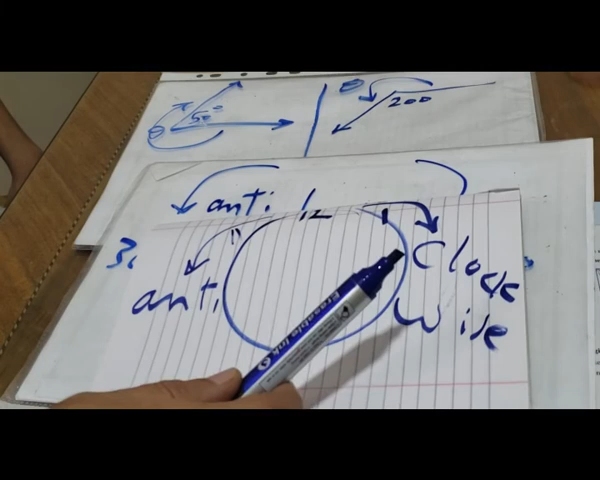 50°
θ
200
anti 12
11 1
3.
anti Clock
wise
Erasable Ink